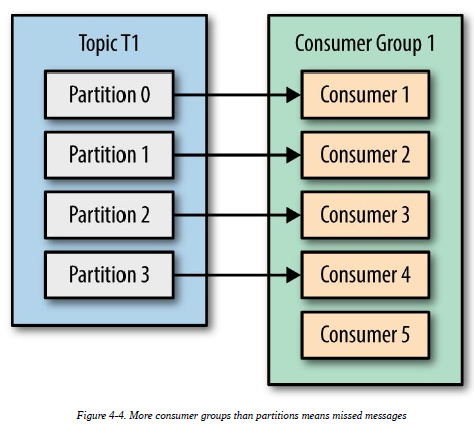 Topic T1
Partition 0
Partition 1
Partition 2
Partition 3
Consumer Group 1
Consumer 1
Consumer 2
Consumer 3
Consumer 4
Consumer 5
Figure 4-4. More consumer groups than partitions means missed messages